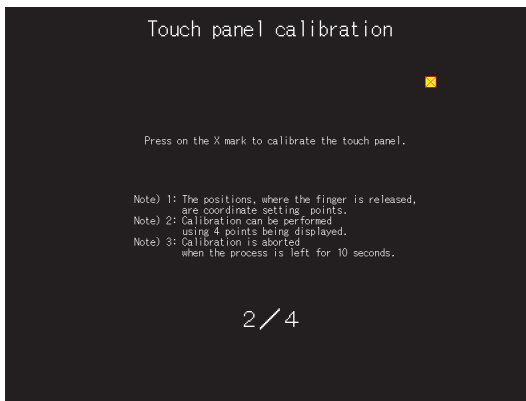 Touch panel calibration
X
Press on the X mark to calibrate the touch panel.
Note) 1: The positions, where the finger is released,
are coordinate setting points.
Note) 2: Calibration can be performed
using 4 points being displayed.
Note) 3: Calibration is aborted
when the process is left for 10 seconds.
2/4